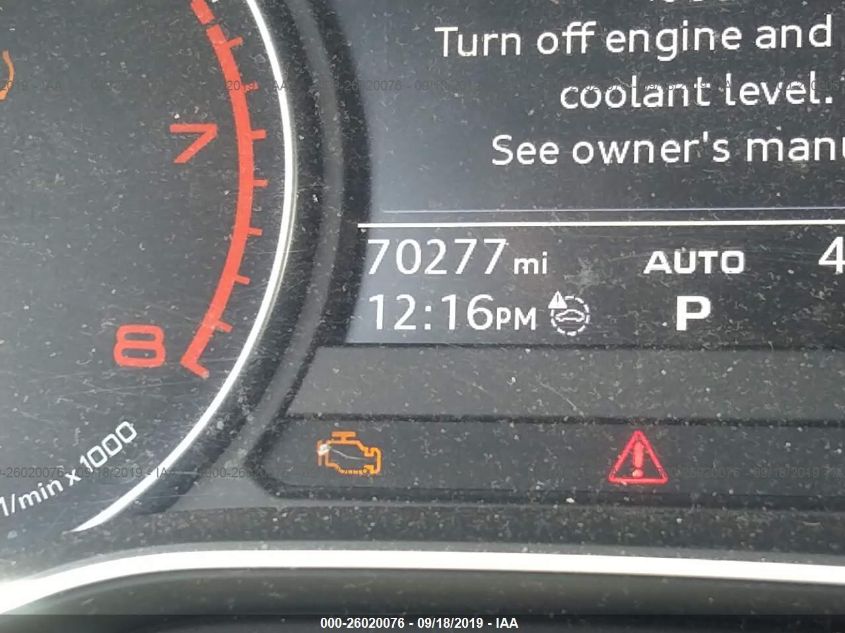 Turn off engine and
coolant level.
See owner's manu
70277 mi AUTO 4
12:16PM P
7
8
1/min x 1000
000-26020076 - 09/18/2019 - IAA